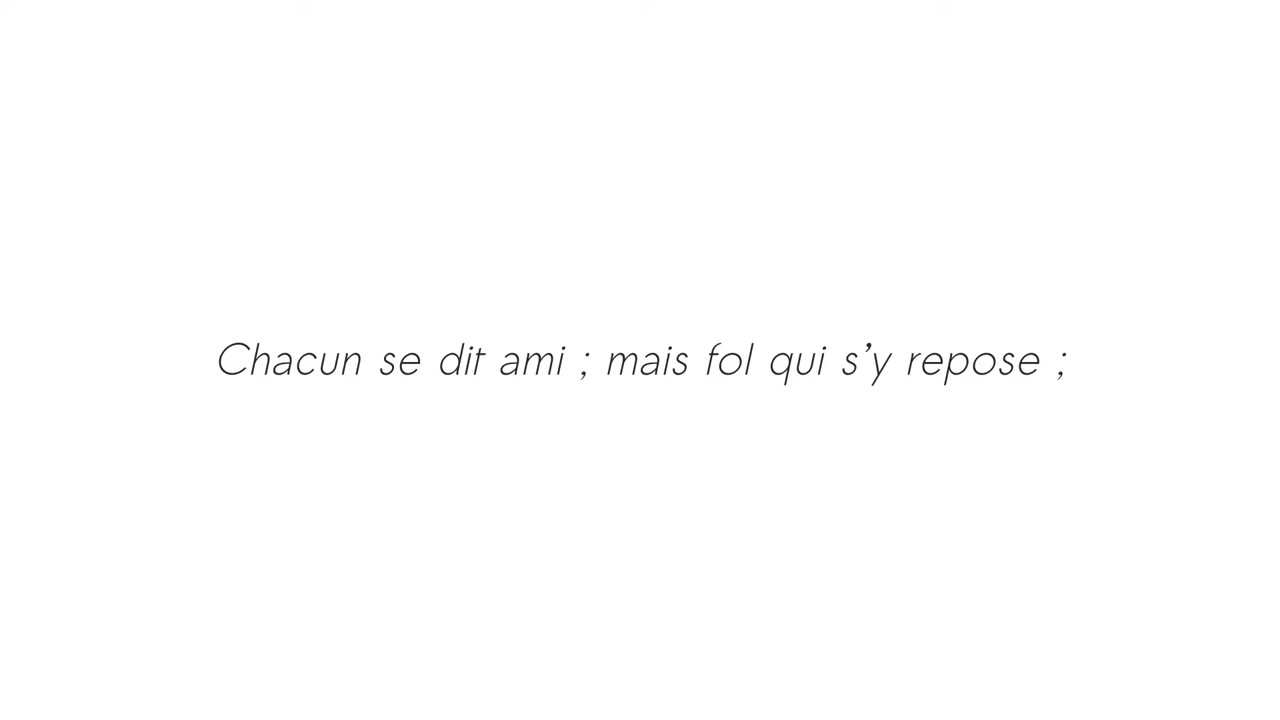 Chacun se dit ami ; mais fol qui s’y repose ;